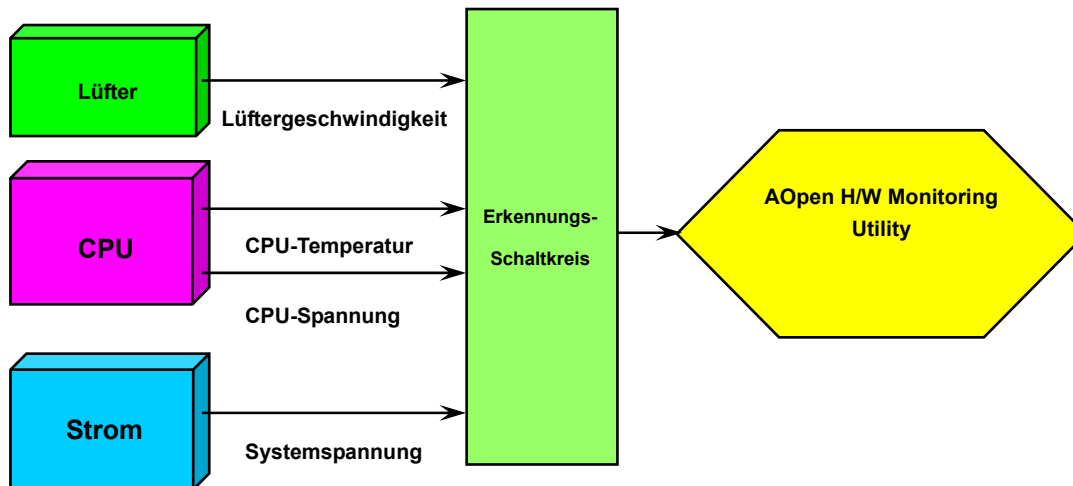 Lüfter
Lüftergeschwindigkeit
CPU
CPU-Temperatur
CPU-Spannung
Strom
Systemspannung
Erkennungs-
Schaltkreis
AOpen H/W Monitoring
Utility